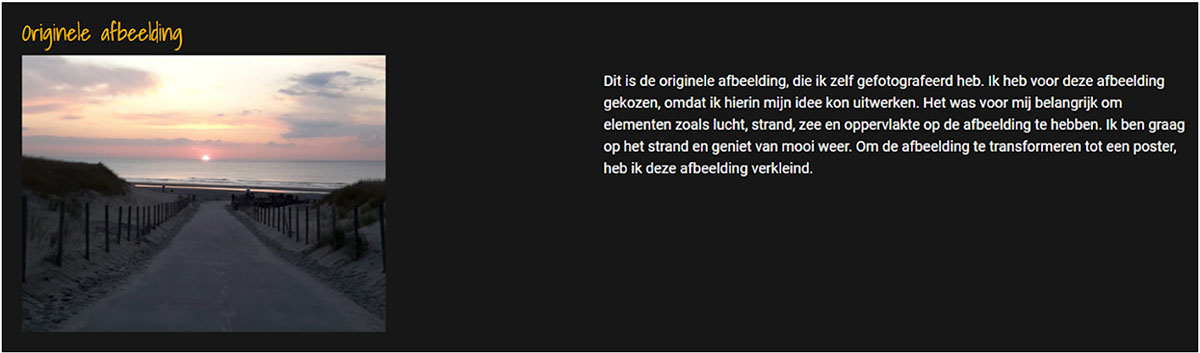 Originele afbeelding
Dit is de originele afbeelding, die ik zelf gefotografeerd heb. Ik heb voor deze afbeelding
gekozen, omdat ik hierin mijn idee kon uitwerken. Het was voor mij belangrijk om
elementen zoals lucht, strand, zee en oppervlakte op de afbeelding te hebben. Ik ben graag
op het strand en geniet van mooi weer. Om de afbeelding te transformeren tot een poster,
heb ik deze afbeelding verkleind.